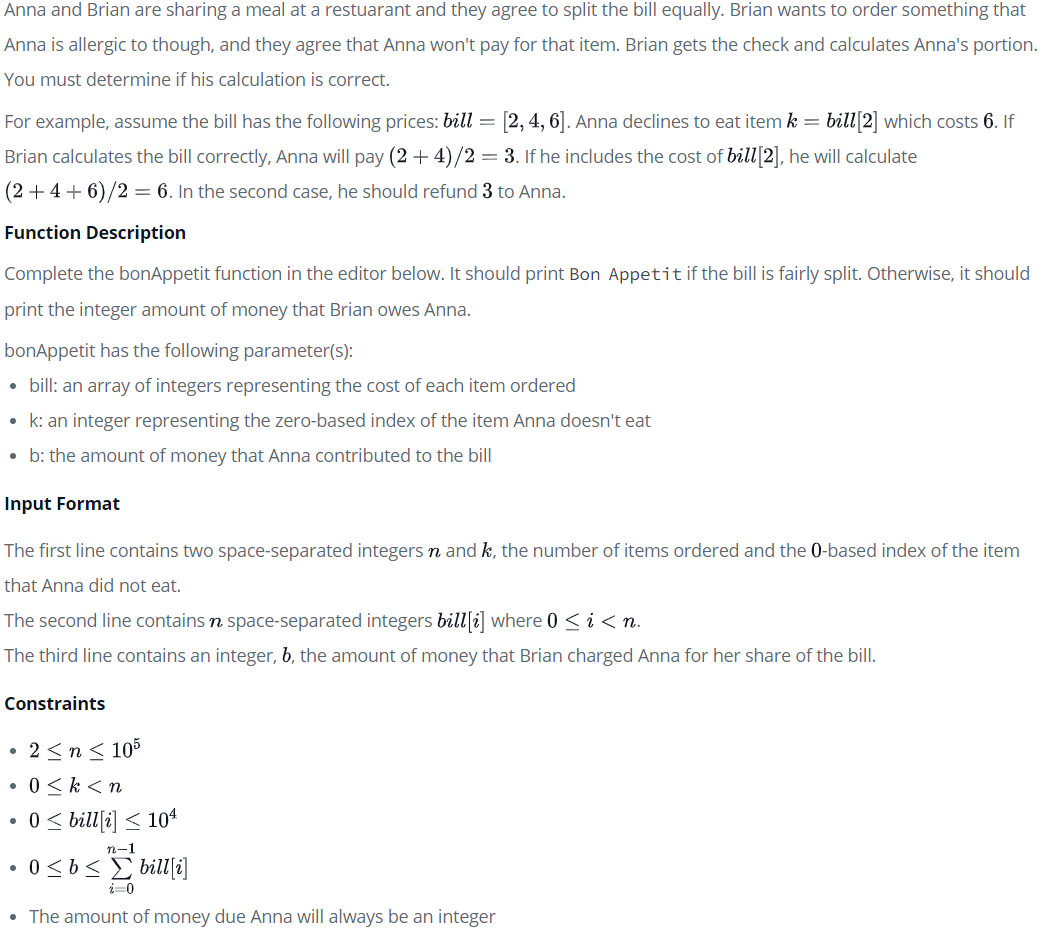 Anna and Brian are sharing a meal at a restuarant and they agree to split the bill equally. Brian wants to order something that
Anna is allergic to though, and they agree that Anna won't pay for that item. Brian gets the check and calculates Anna's portion.
You must determine if his calculation is correct.
For example, assume the bill has the following prices: bill = [2, 4, 6]. Anna declines to eat item k = bill[2] which costs 6. If
Brian calculates the bill correctly, Anna will pay (2 + 4)/2 = 3. If he includes the cost of bill[2], he will calculate
(2 + 4 + 6)/2 = 6. In the second case, he should refund 3 to Anna.
Function Description
Complete the bonAppetit function in the editor below. It should print Bon Appetit if the bill is fairly split. Otherwise, it should
print the integer amount of money that Brian owes Anna.
bonAppetit has the following parameter(s):
• bill: an array of integers representing the cost of each item ordered
• k: an integer representing the zero-based index of the item Anna doesn't eat
• b: the amount of money that Anna contributed to the bill
Input Format
The first line contains two space-separated integers n and k, the number of items ordered and the 0-based index of the item
that Anna did not eat.
The second line contains n space-separated integers bill[i] where 0 ≤ i < n.
The third line contains an integer, b, the amount of money that Brian charged Anna for her share of the bill.
Constraints
• 2 ≤ n ≤ 10⁵
• 0 ≤ k < n
• 0 ≤ bill[i] ≤ 10⁴
• 0 ≤ b ≤ ∑_{i=0}^{n−1} bill[i]
• The amount of money due Anna will always be an integer